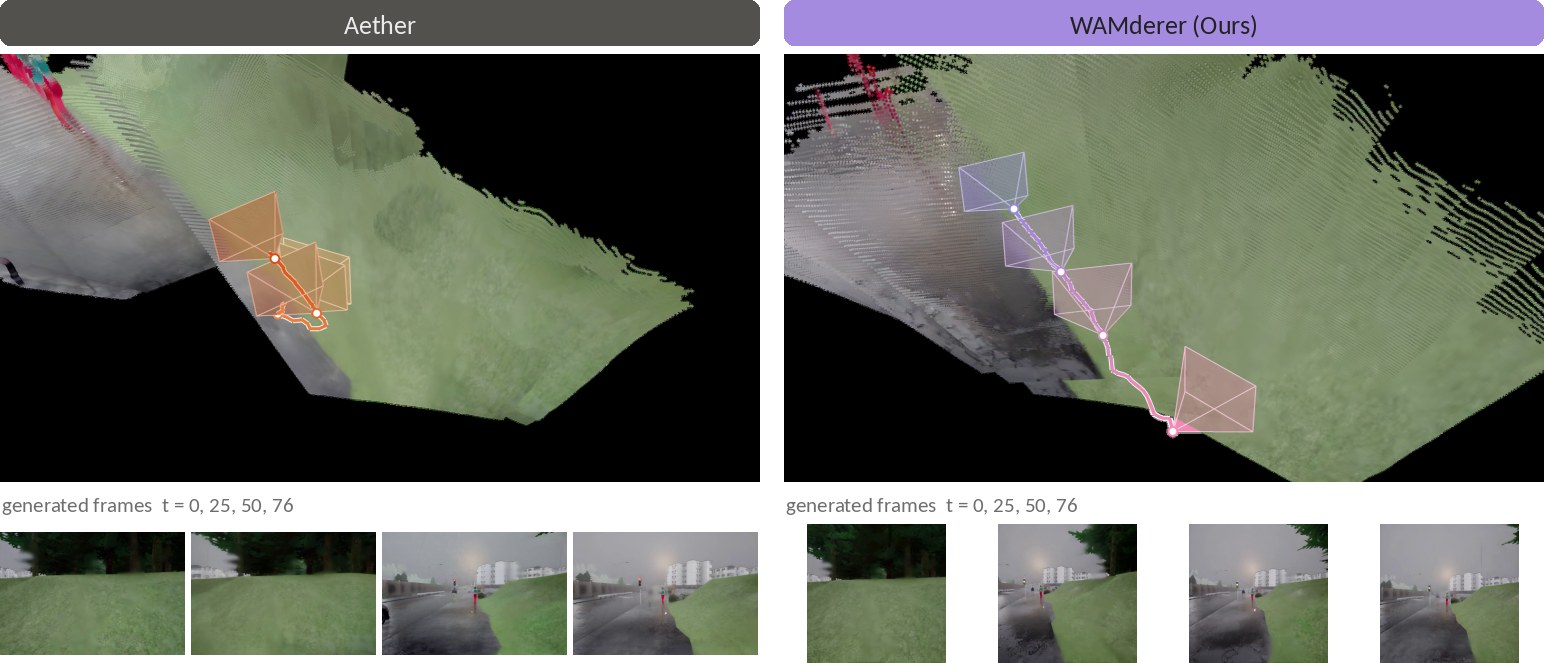 Aether
WAMderer (Ours)
generated frames t = 0, 25, 50, 76
generated frames t = 0, 25, 50, 76